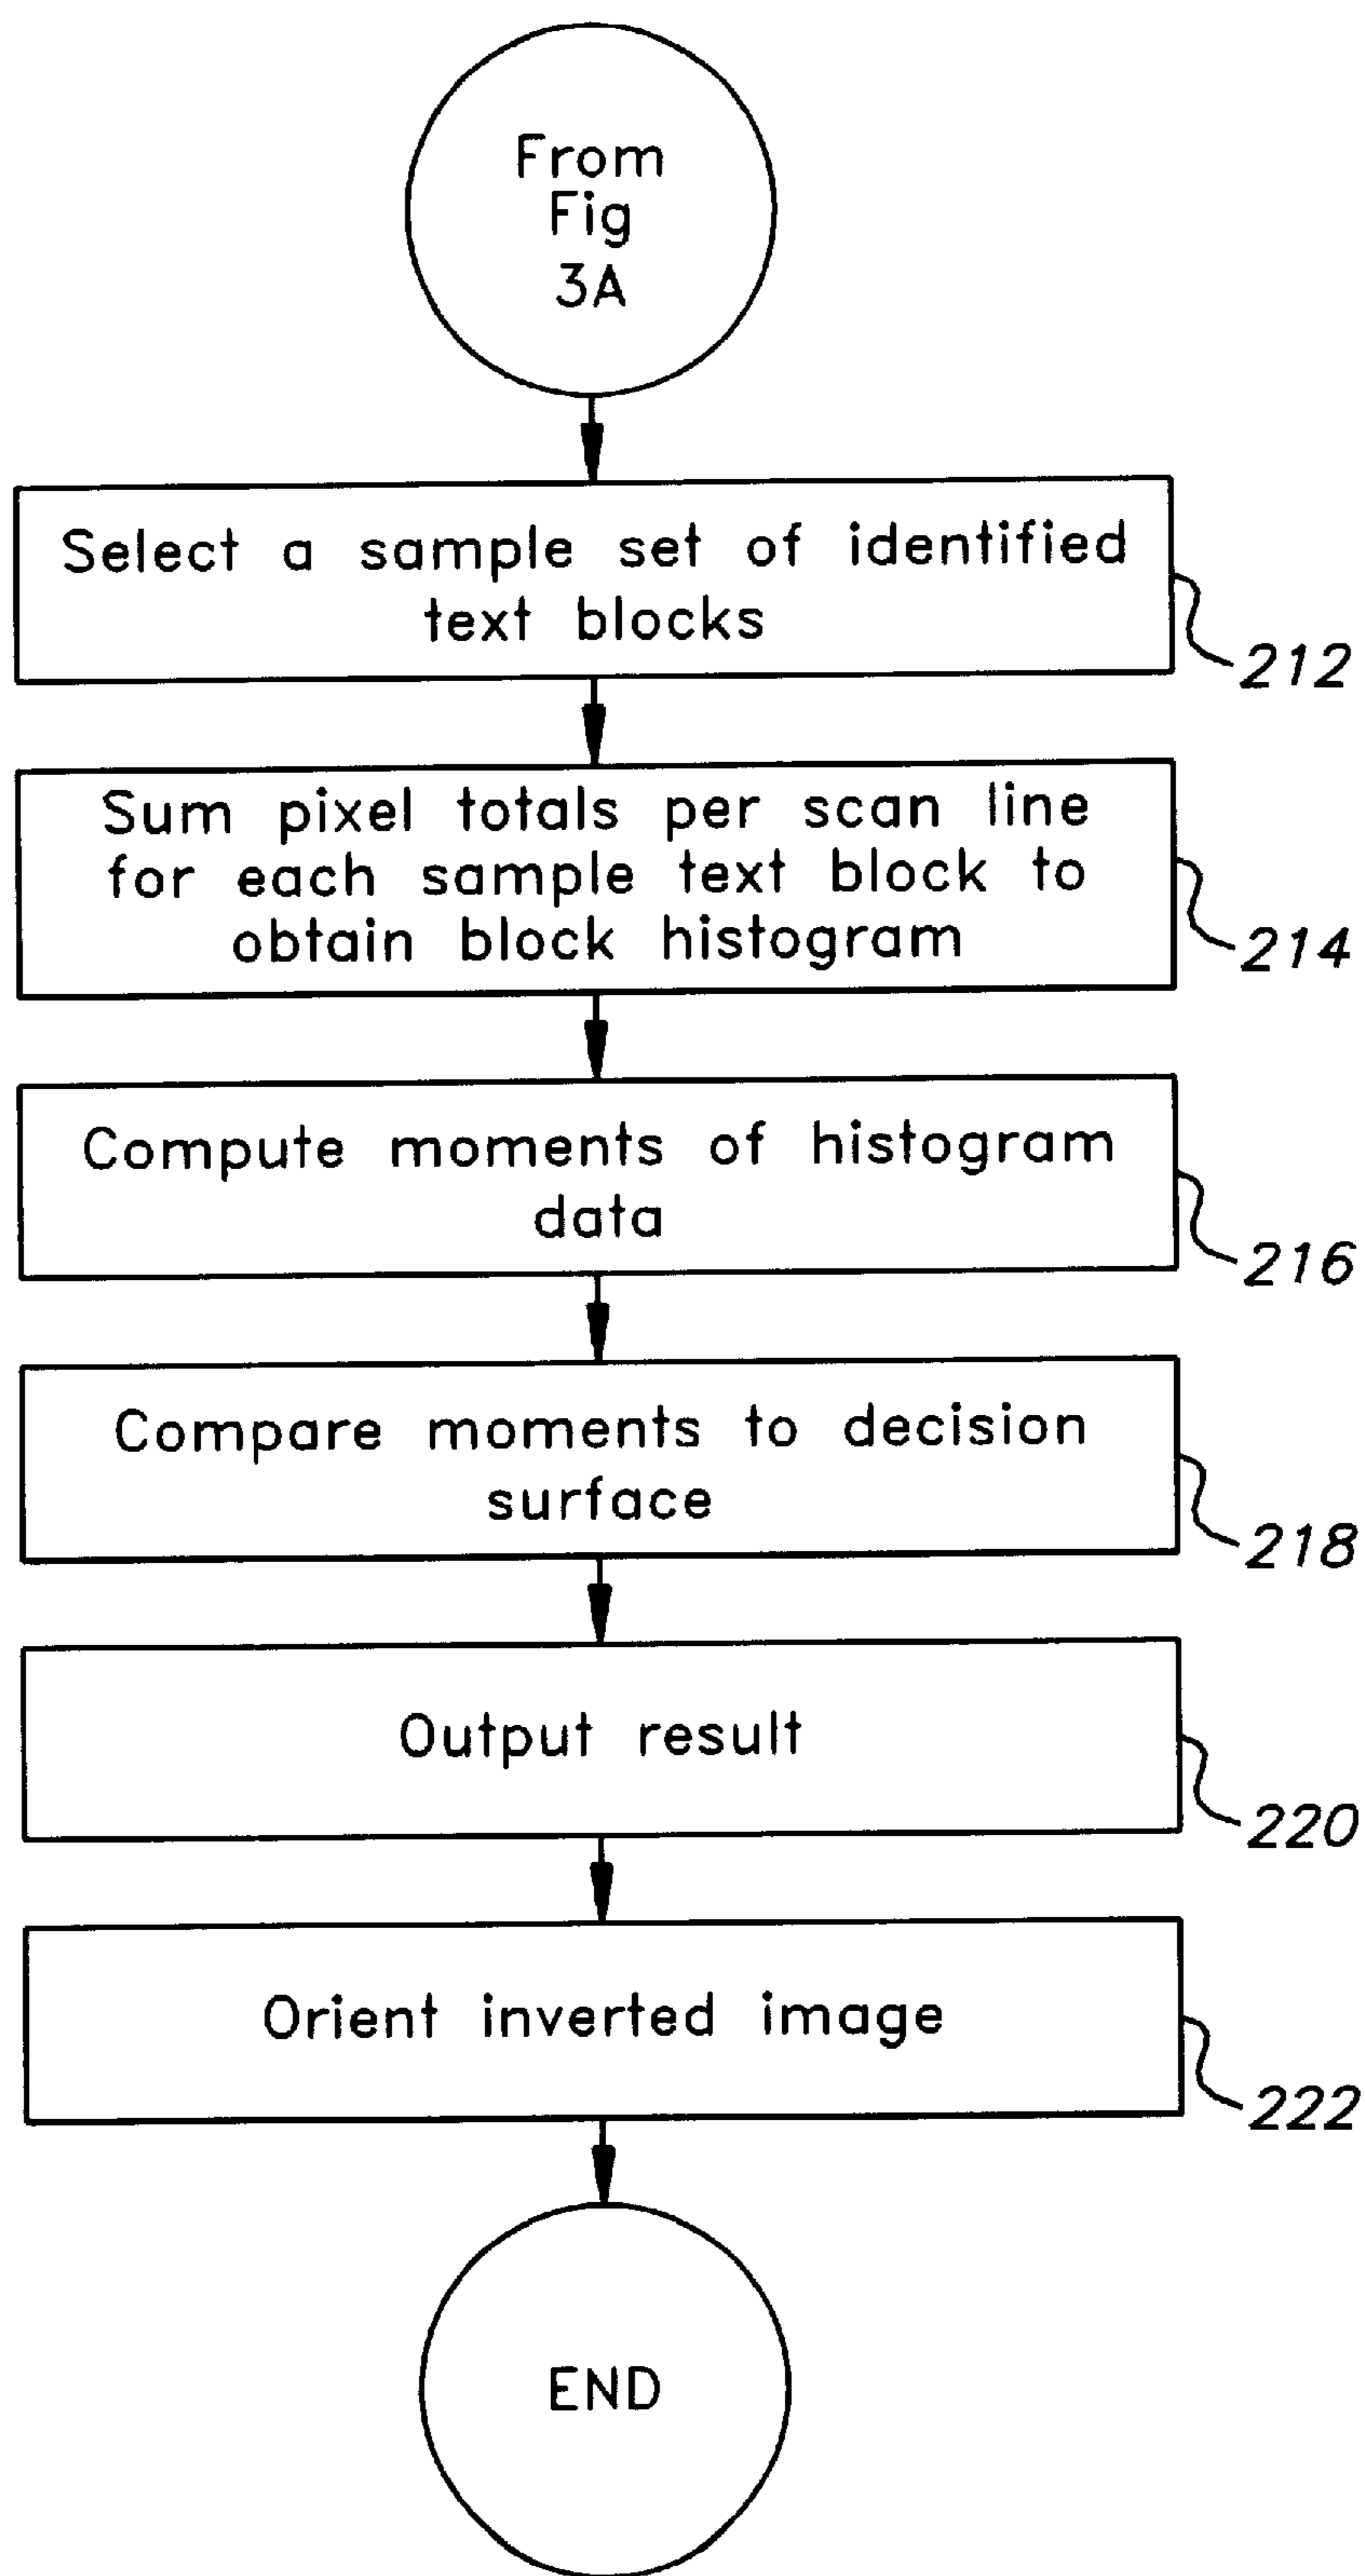 From
Fig
3A
Select a sample set of identified
text blocks
212
Sum pixel totals per scan line
for each sample text block to
obtain block histogram
214
Compute moments of histogram
data
216
Compare moments to decision
surface
218
Output result
220
Orient inverted image
222
END